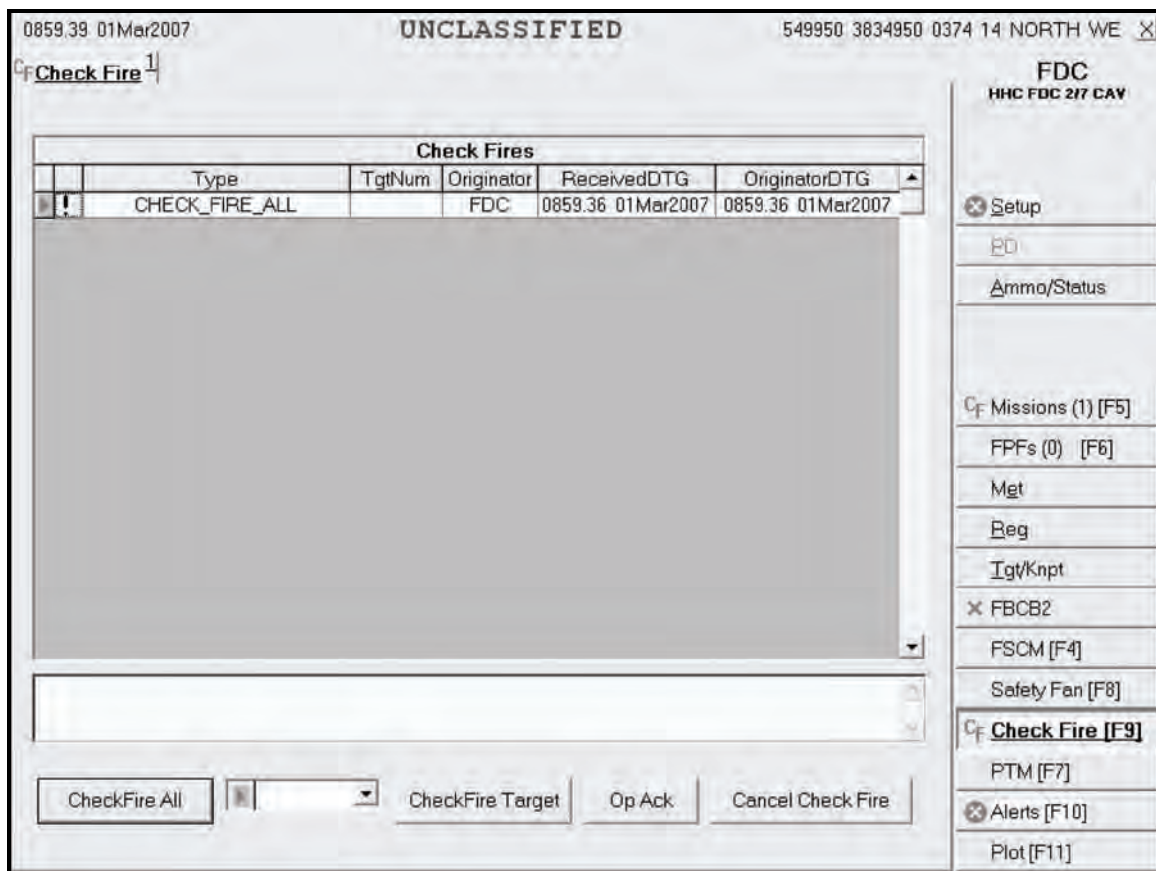 0859.39 01Mar2007 UNCLASSIFIED 549950 3834950 0374 14 NORTH WE X
CF Check Fire 1
FDC
HHC FDC 2/7 CAV
Check Fires
Type TgtNum Originator ReceivedDTG OriginatorDTG
! CHECK_FIRE_ALL FDC 0859.36 01Mar2007 0859.36 01Mar2007
Setup
PD
Ammo/Status
CF Missions (1) [F5]
FPFs (0) [F6]
Met
Reg
Tgt/Knpt
FBCB2
FSCM [F4]
Safety Fan [F8]
CF Check Fire [F9]
PTM [F7]
Alerts [F10]
Plot [F11]
CheckFire All CheckFire Target Op Ack Cancel Check Fire